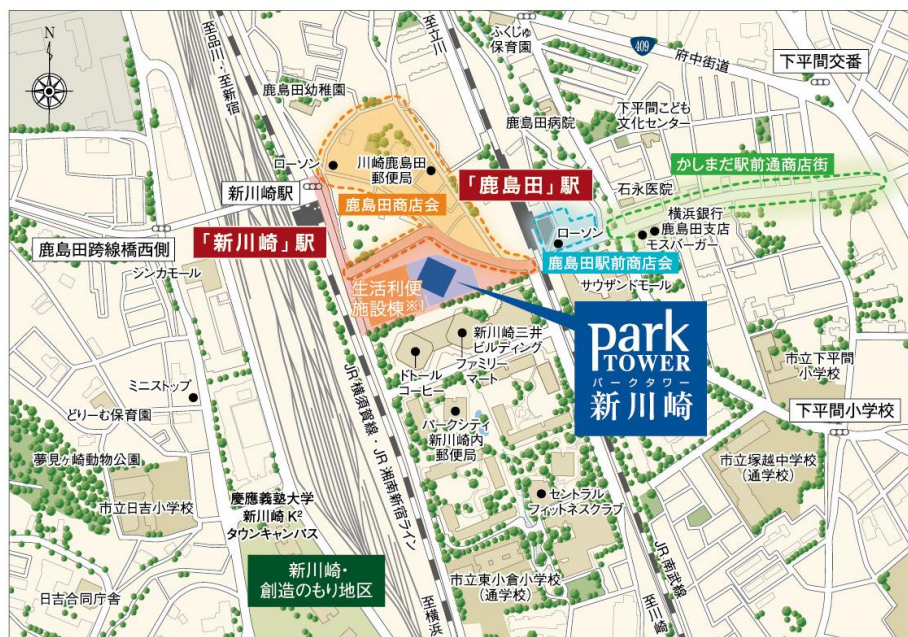 N
至品川・至新宿
至立川
ふくじゅ
保育園
409
府中街道
下平間交番
鹿島田幼稚園
鹿島田病院
下平間こども
文化センター
ローソン
川崎鹿島田
郵便局
かしまだ駅前通商店街
新川崎駅
「鹿島田」駅
石永医院
鹿島田商店会
横浜銀行
鹿島田支店
モスバーガー
ローソン
鹿島田跨線橋西側
「新川崎」駅
鹿島田駅前商店会
シンカモール
サウザンドモール
生活利便
施設棟※1
Park
TOWER
パークタワー
新川崎
新川崎三井
ビルディング
ファミリー
マート
ドトール
コーヒー
市立下平間
小学校
ミニストップ
JR横須賀線・JR湘南新宿ライン
下平間小学校
どりーむ保育園
パークシティ
新川崎内
郵便局
夢見ヶ崎動物公園
市立塚越中学校
（通学校）
市立日吉小学校
慶應義塾大学
新川崎K²
タウンキャンパス
セントラル
フィットネスクラブ
新川崎・
創造のもり地区
JR南武線
市立東小倉小学校
（通学校）
日吉合同庁舎
至横浜
至川崎